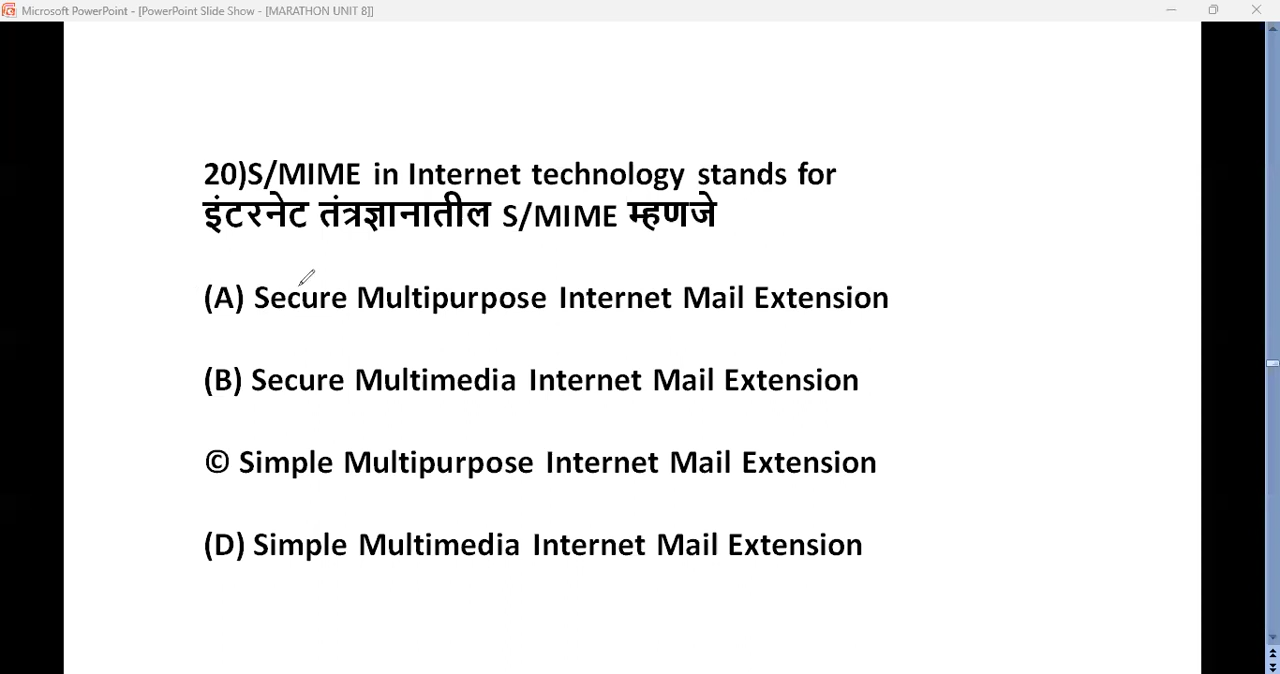 Microsoft PowerPoint - [PowerPoint Slide Show - [MARATHON UNIT 8]]
20)S/MIME in Internet technology stands for
इंटरनेट तंत्रज्ञानातील S/MIME म्हणजे
(A) Secure Multipurpose Internet Mail Extension
(B) Secure Multimedia Internet Mail Extension
© Simple Multipurpose Internet Mail Extension
(D) Simple Multimedia Internet Mail Extension